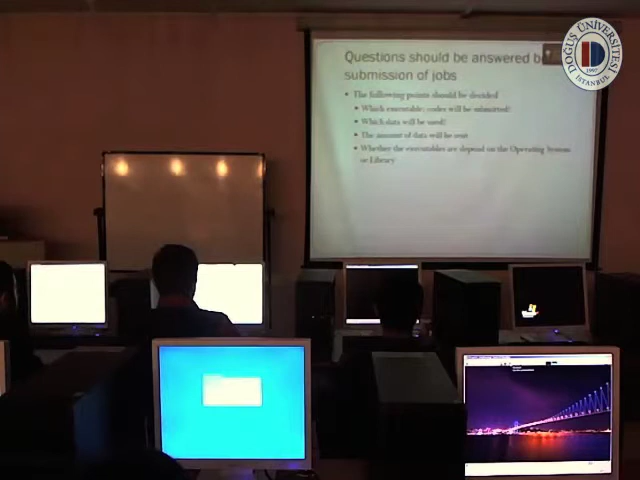 Questions should be answered
submission of jobs
• The following points should be decided
• Which executable, codes will be submitted?
• Which data will be used?
• The amount of data will be sent
• Whether the executables are depend on the Operating System
or Library
DOĞUŞ ÜNİVERSİTESİ
1997
İSTANBUL